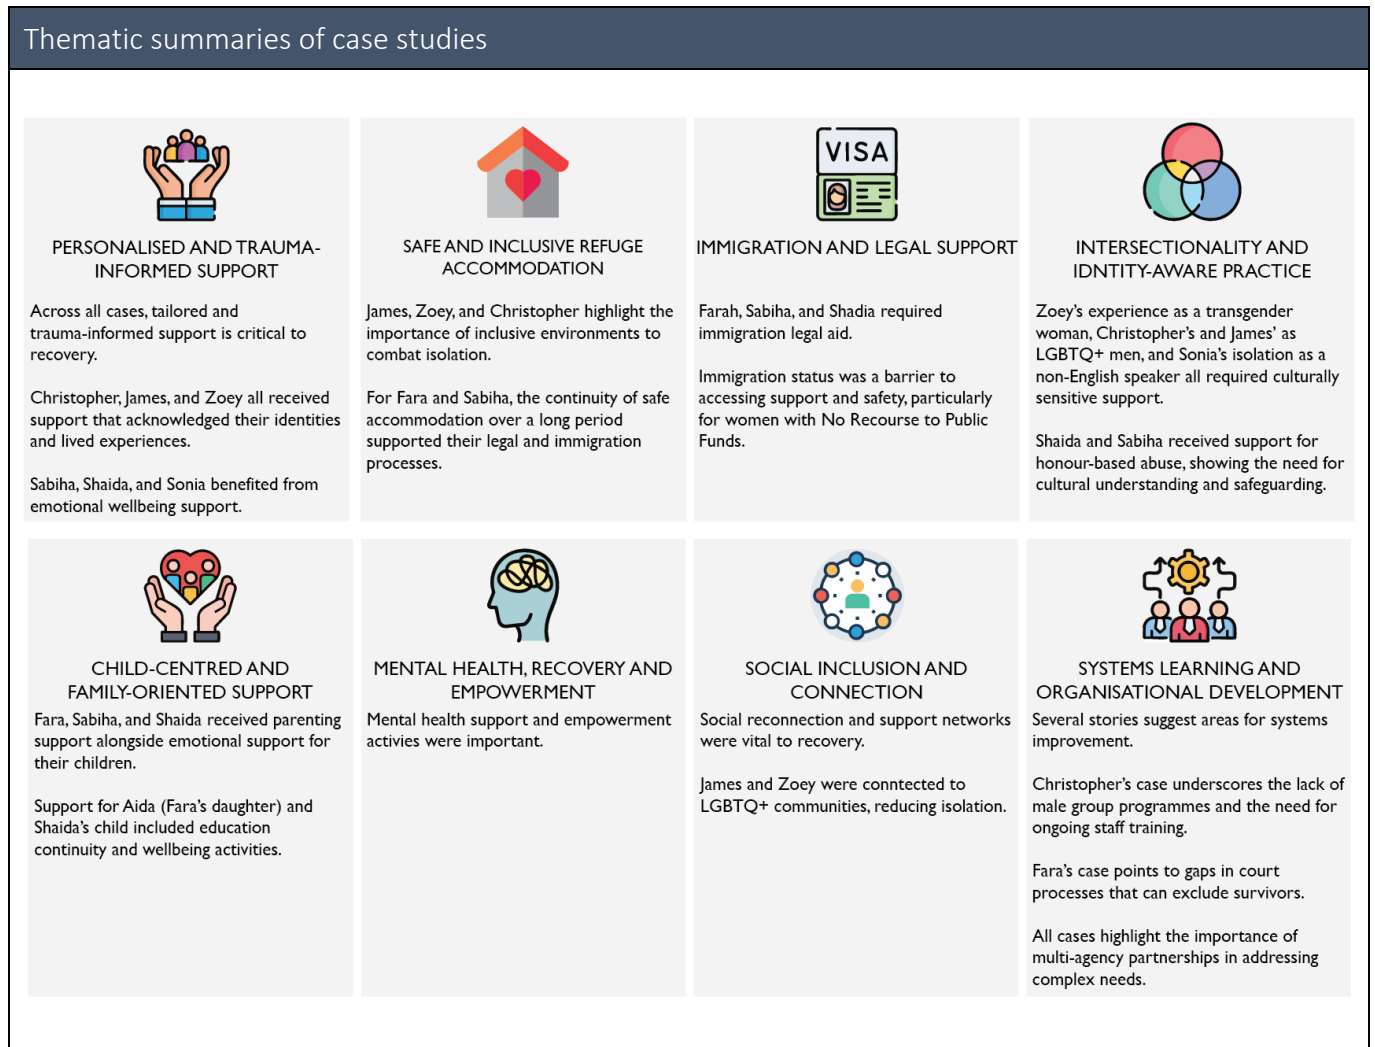 Thematic summaries of case studies
PERSONALISED AND TRAUMA-
INFORMED SUPPORT
Across all cases, tailored and
trauma-informed support is critical to
recovery.
Christopher, James, and Zoey all received
support that acknowledged their identities
and lived experiences.
Sabiha, Shaida, and Sonia benefited from
emotional wellbeing support.
SAFE AND INCLUSIVE REFUGE
ACCOMMODATION
James, Zoey, and Christopher highlight the
importance of inclusive environments to
combat isolation.
For Fara and Sabiha, the continuity of safe
accommodation over a long period
supported their legal and immigration
processes.
VISA
IMMIGRATION AND LEGAL SUPPORT
Farah, Sabiha, and Shadia required
immigration legal aid.
Immigration status was a barrier to
accessing support and safety, particularly
for women with No Recourse to Public
Funds.
INTERSECTIONALITY AND
IDNTITY-AWARE PRACTICE
Zoey's experience as a transgender
woman, Christopher's and James' as
LGBTQ+ men, and Sonia's isolation as a
non-English speaker all required culturally
sensitive support.
Shaida and Sabiha received support for
honour-based abuse, showing the need for
cultural understanding and safeguarding.
CHILD-CENTRED AND
FAMILY-ORIENTED SUPPORT
Fara, Sabiha, and Shaida received parenting
support alongside emotional support for
their children.
Support for Aida (Fara's daughter) and
Shaida's child included education
continuity and wellbeing activities.
MENTAL HEALTH, RECOVERY AND
EMPOWERMENT
Mental health support and empowerment
activies were important.
SOCIAL INCLUSION AND
CONNECTION
Social reconnection and support networks
were vital to recovery.
James and Zoey were conntected to
LGBTQ+ communities, reducing isolation.
SYSTEMS LEARNING AND
ORGANISATIONAL DEVELOPMENT
Several stories suggest areas for systems
improvement.
Christopher's case underscores the lack of
male group programmes and the need for
ongoing staff training.
Fara's case points to gaps in court
processes that can exclude survivors.
All cases highlight the importance of
multi-agency partnerships in addressing
complex needs.